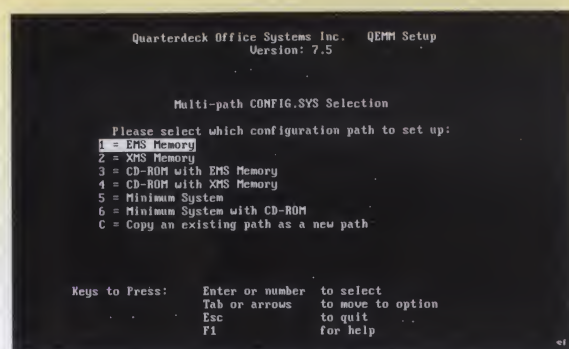 Quarterdeck Office Systems Inc. QEMM Setup
Version: 7.5
Multi-path CONFIG.SYS Selection
Please select which configuration path to set up:
1 = EMS Memory
2 = XMS Memory
3 = CD-ROM with EMS Memory
4 = CD-ROM with XMS Memory
5 = Minimum System
6 = Minimum System with CD-ROM
C = Copy an existing path as a new path
Keys to Press: Enter or number to select
Tab or arrows to move to option
Esc to quit
F1 for help